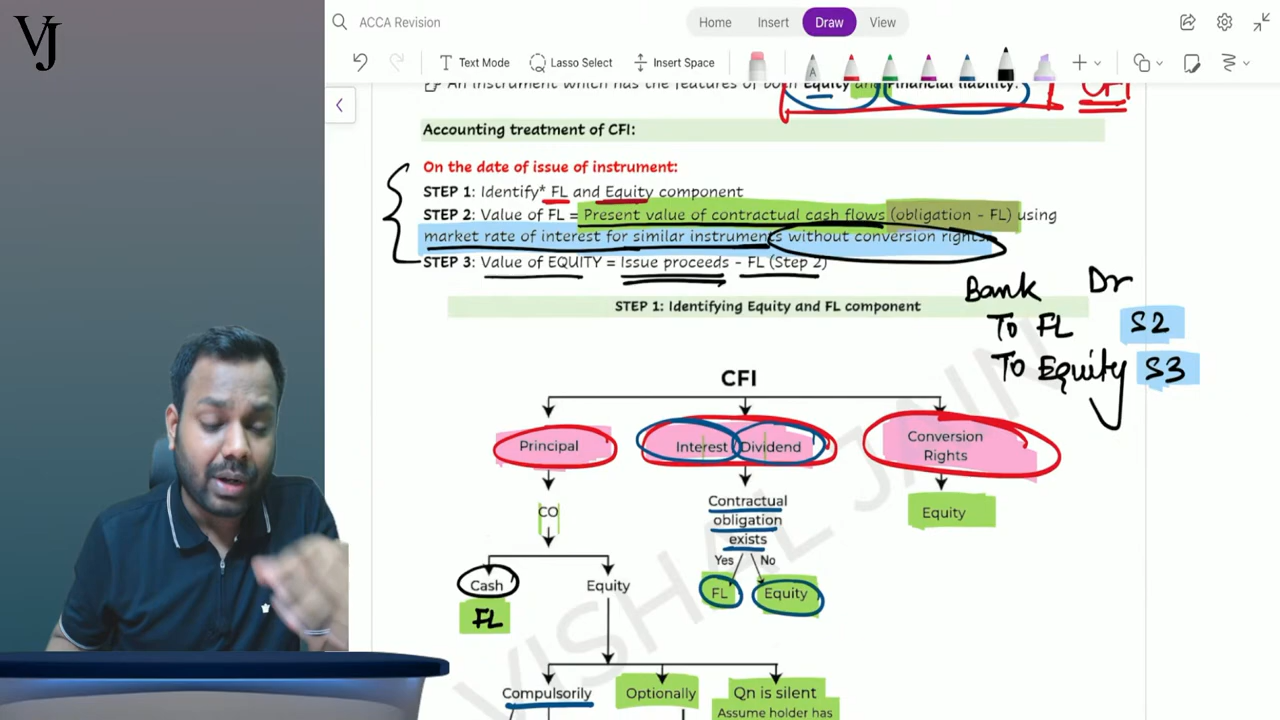 VJ
ACCA Revision
Home Insert Draw View
Text Mode Lasso Select Insert Space
An instrument which has the features of both Equity and Financial liability.
CFI
Accounting treatment of CFI:
On the date of issue of instrument:
STEP 1: Identify* FL and Equity component
STEP 2: Value of FL = Present value of contractual cash flows (obligation - FL) using
market rate of interest for similar instruments without conversion rights.
STEP 3: Value of EQUITY = Issue proceeds - FL (Step 2)
Bank Dr
To FL S2
To Equity S3
STEP 1: Identifying Equity and FL component
CFI
Principal Interest Dividend Conversion
Rights
CO Contractual
obligation
exists
Equity
Yes No
Cash Equity FL Equity
FL
Compulsorily Optionally Qn is silent
Assume holder has
VISHAL JAIN